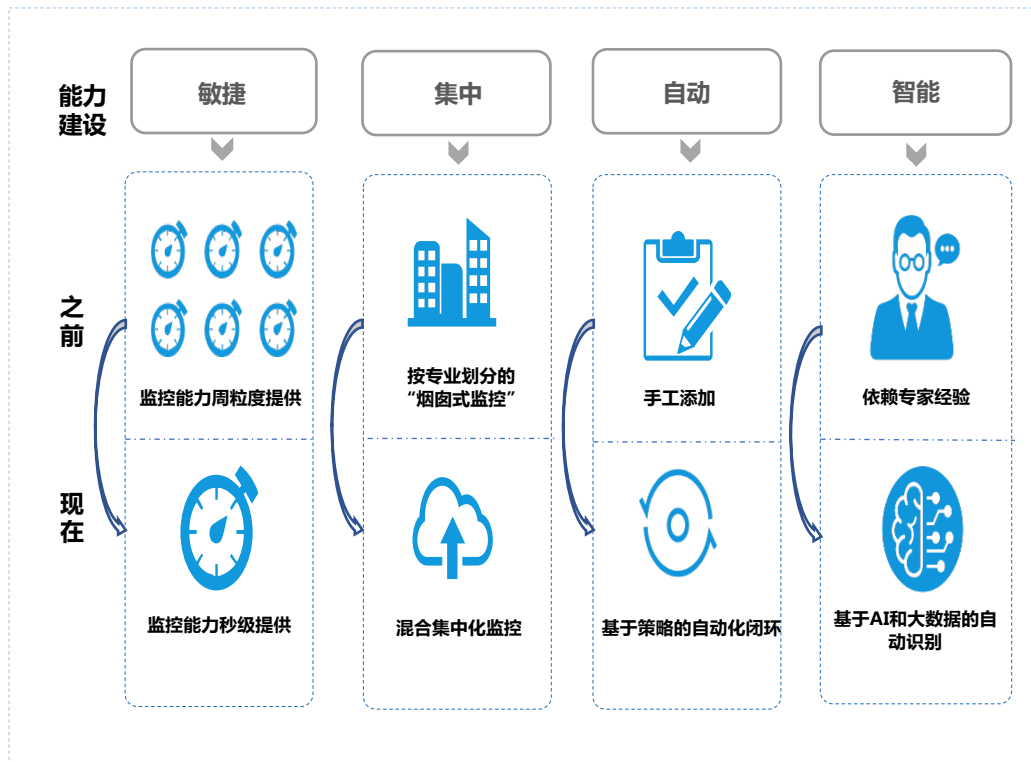 能力
建设
敏捷
集中
自动
智能
之
前
监控能力周粒度提供
按专业划分的
“烟囱式监控”
手工添加
依赖专家经验
现
在
监控能力秒级提供
混合集中化监控
基于策略的自动化闭环
基于AI和大数据的自
动识别